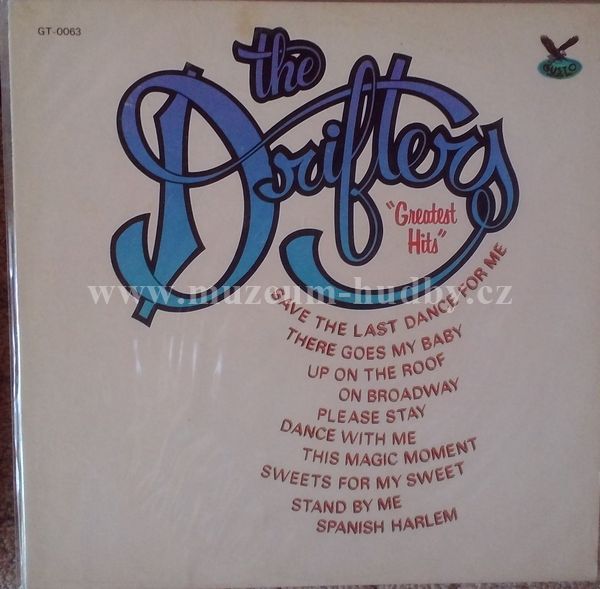 GT-0063
GUSTO
the
Drifters
"Greatest
Hits"
www.muzeum-hudby.cz
SAVE THE LAST DANCE FOR ME
THERE GOES MY BABY
UP ON THE ROOF
ON BROADWAY
PLEASE STAY
DANCE WITH ME
THIS MAGIC MOMENT
SWEETS FOR MY SWEET
STAND BY ME
SPANISH HARLEM